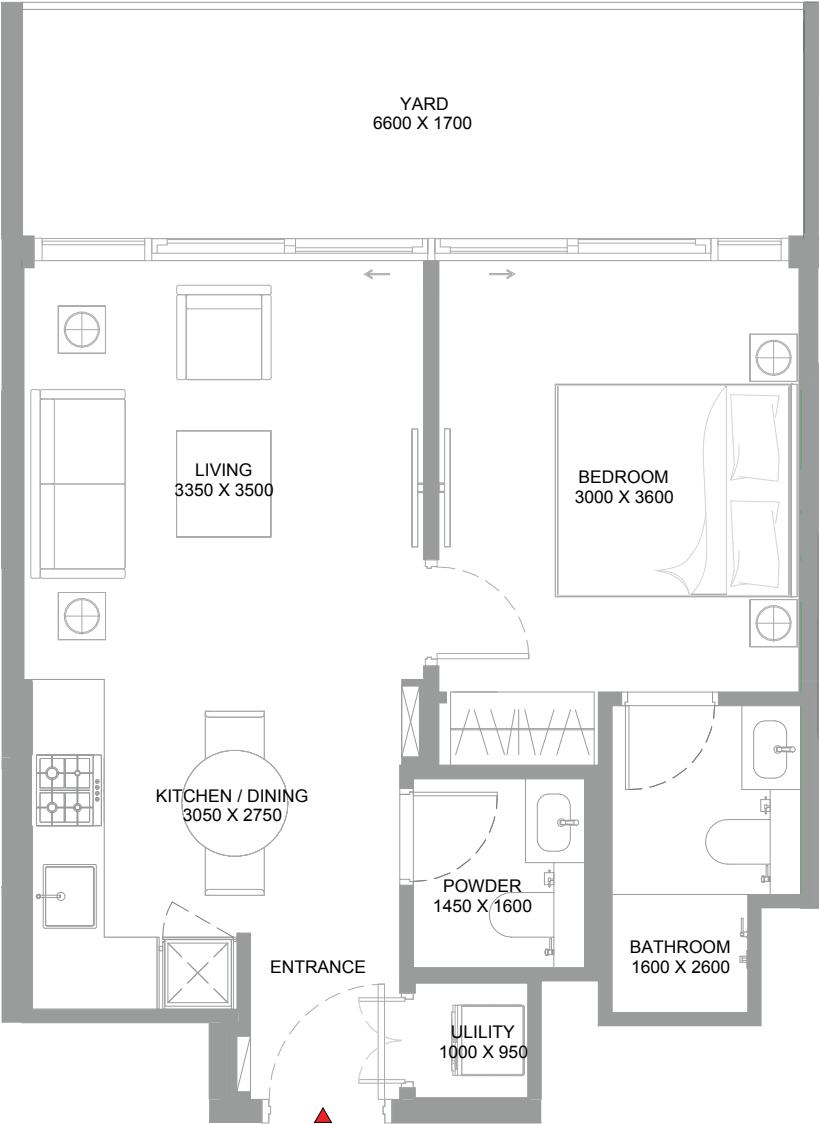 YARD
6600 X 1700
LIVING
3350 X 3500
BEDROOM
3000 X 3600
KITCHEN / DINING
3050 X 2750
POWDER
1450 X 1600
ENTRANCE
BATHROOM
1600 X 2600
ULILITY
1000 X 950